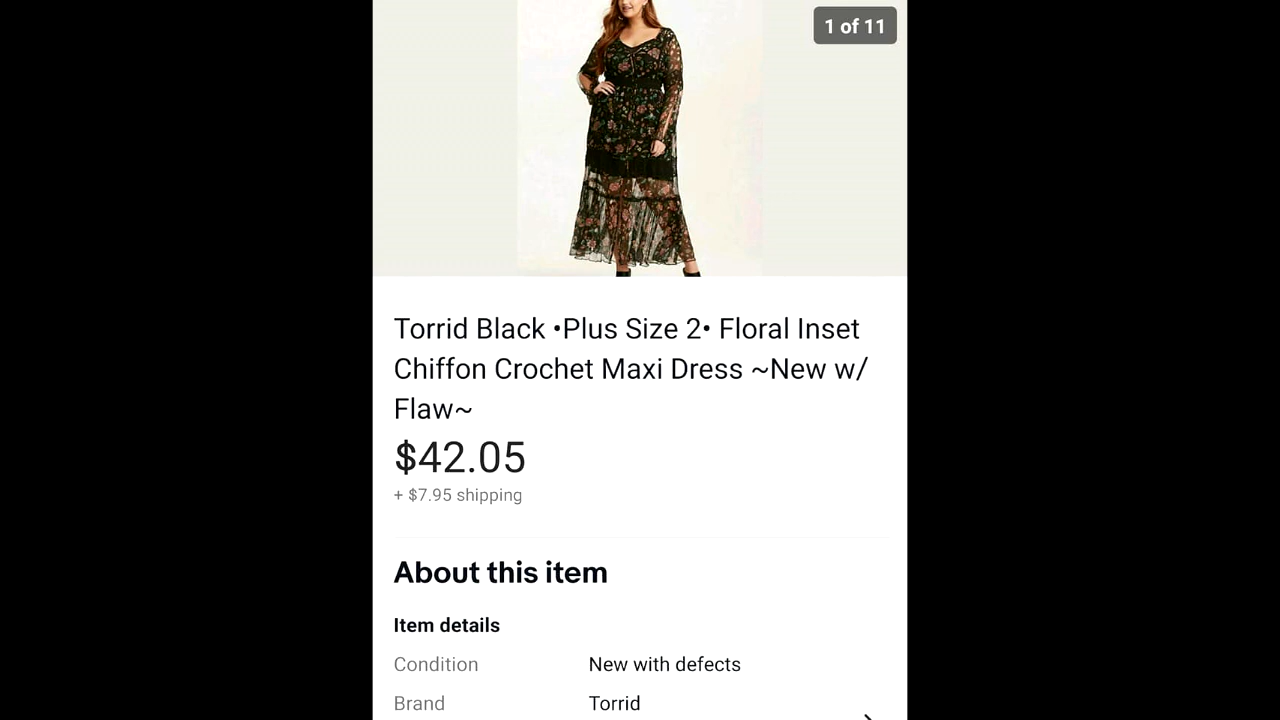 1 of 11
Torrid Black •Plus Size 2• Floral Inset
Chiffon Crochet Maxi Dress ~New w/
Flaw~
$42.05
+ $7.95 shipping
About this item
Item details
Condition New with defects
Brand Torrid